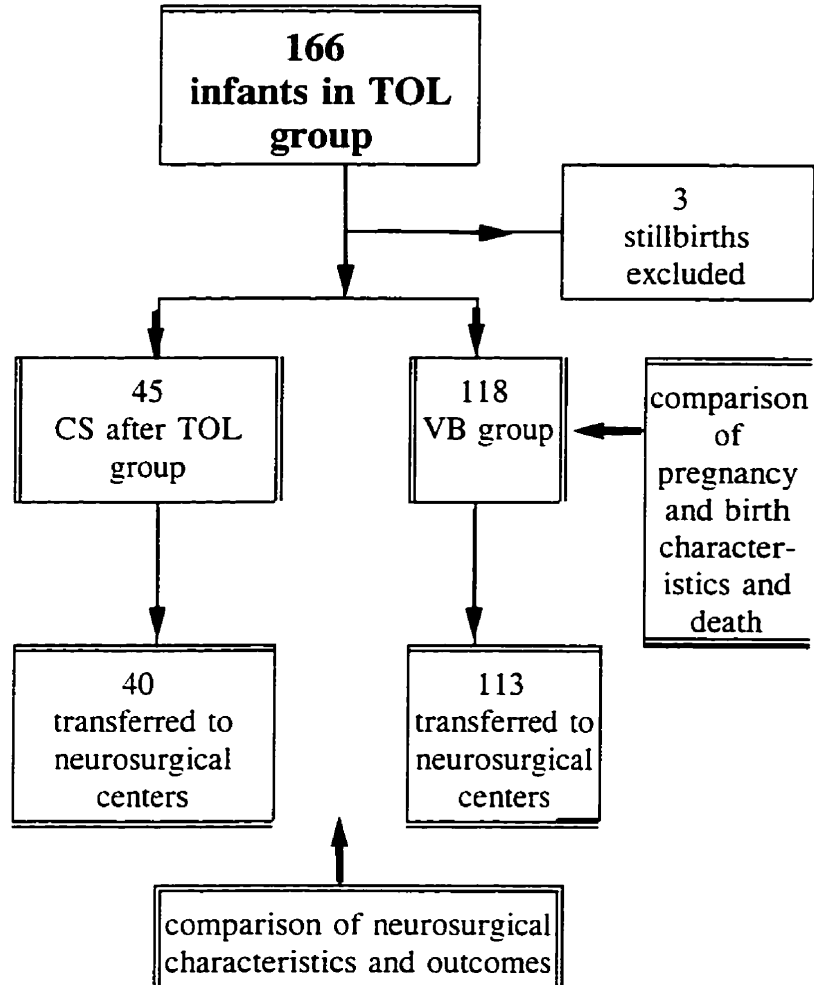 166
infants in TOL
group
3
stillbirths
excluded
45
CS after TOL
group
118
VB group
comparison
of
pregnancy
and birth
character-
istics and
death
40
transferred to
neurosurgical
centers
113
transferred to
neurosurgical
centers
comparison of neurosurgical
characteristics and outcomes